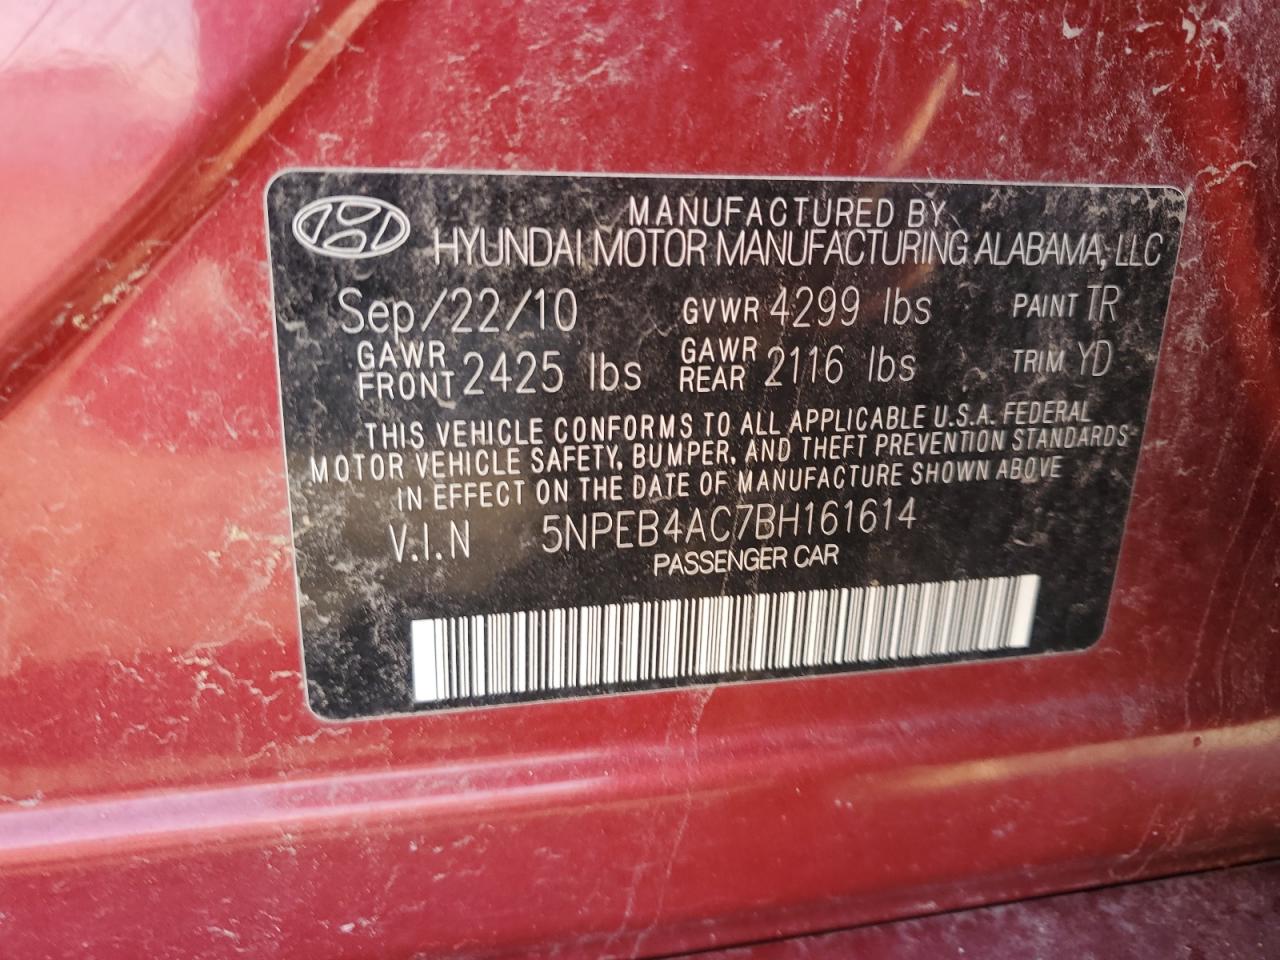 MANUFACTURED BY
HYUNDAI MOTOR MANUFACTURING ALABAMA, LLC
Sep/22/10 GVWR 4299 lbs PAINT TR
GAWR FRONT 2425 lbs GAWR REAR 2116 lbs TRIM YD
THIS VEHICLE CONFORMS TO ALL APPLICABLE U.S.A. FEDERAL
MOTOR VEHICLE SAFETY, BUMPER, AND THEFT PREVENTION STANDARDS
IN EFFECT ON THE DATE OF MANUFACTURE SHOWN ABOVE
V.I.N 5NPEB4AC7BH161614
PASSENGER CAR